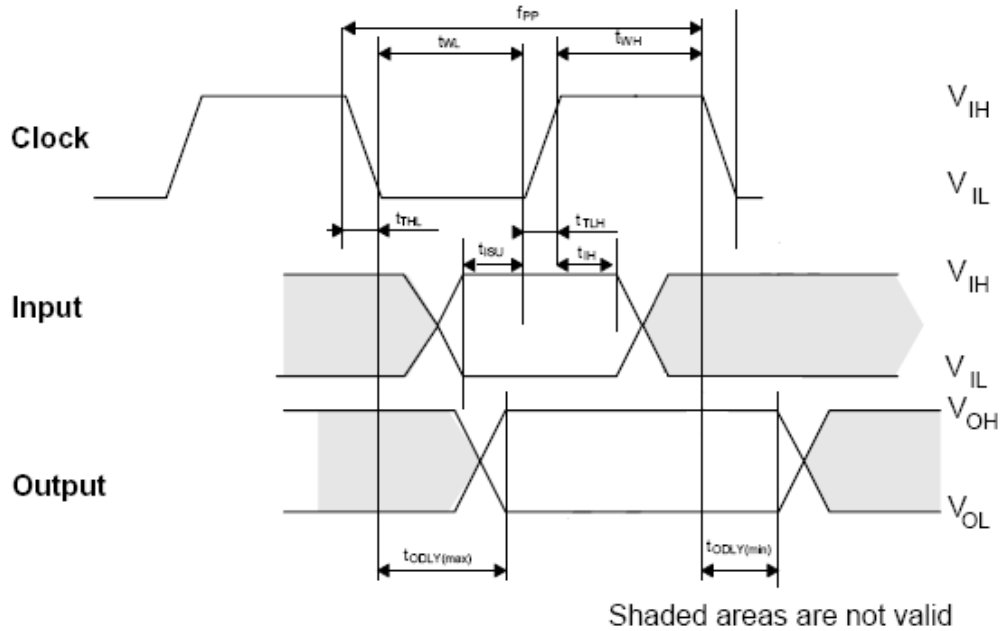 fPP
tWL
tWH
Clock
VIH
VIL
tTHL
tTLH
tISU
tIH
Input
VIH
VIL
Output
VOH
VOL
tODLY(max)
tODLY(min)
Shaded areas are not valid